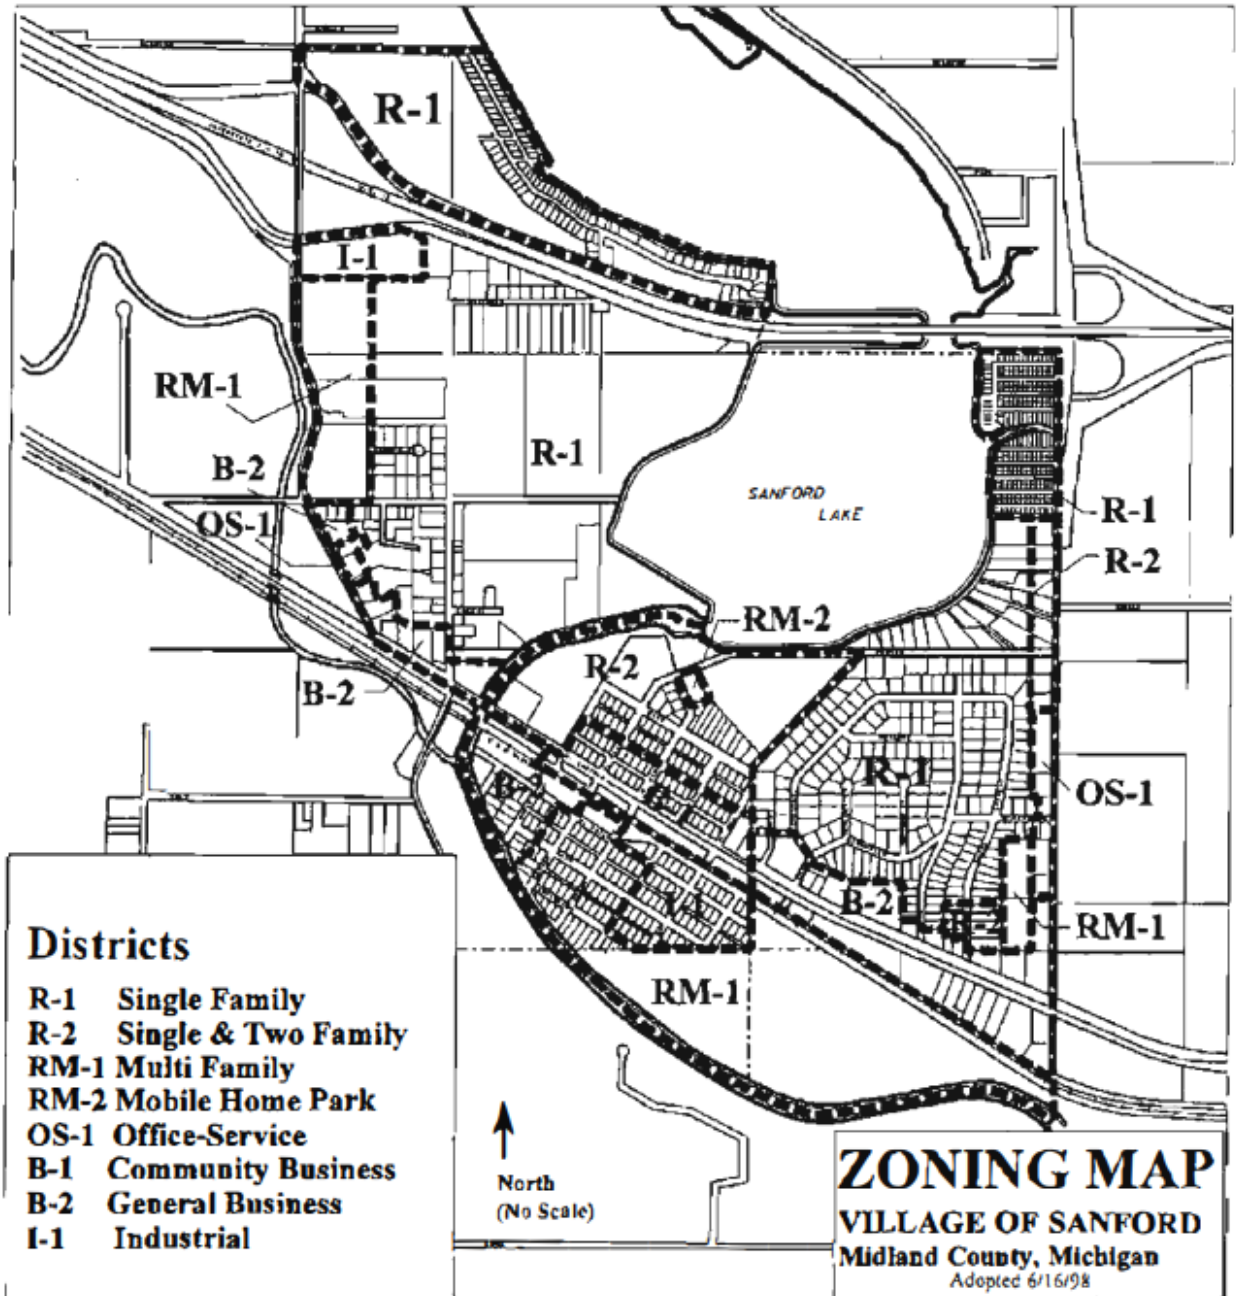 R-1
I-1
RM-1
R-1
B-2
SANFORD
LAKE
OS-1
R-1
R-2
RM-2
R-2
B-2
R-1
OS-1
B-2
RM-1
RM-1
Districts
R-1 Single Family
R-2 Single & Two Family
RM-1 Multi Family
RM-2 Mobile Home Park
OS-1 Office-Service
B-1 Community Business
B-2 General Business
I-1 Industrial
North
(No Scale)
ZONING MAP
VILLAGE OF SANFORD
Midland County, Michigan
Adopted 6/16/98